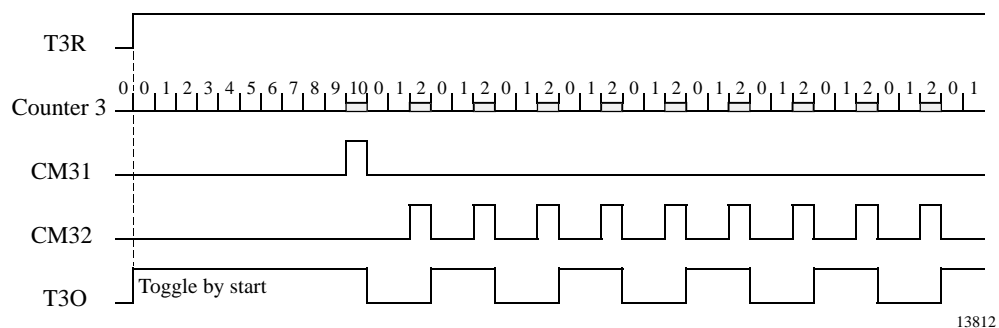 T3R
0 0 1 2 3 4 5 6 7 8 9 10 0 1 2 0 1 2 0 1 2 0 1 2 0 1 2 0 1 2 0 1 2 0 1 2 0 1 2 0 1
Counter 3
CM31
CM32
Toggle by start
T3O
13812